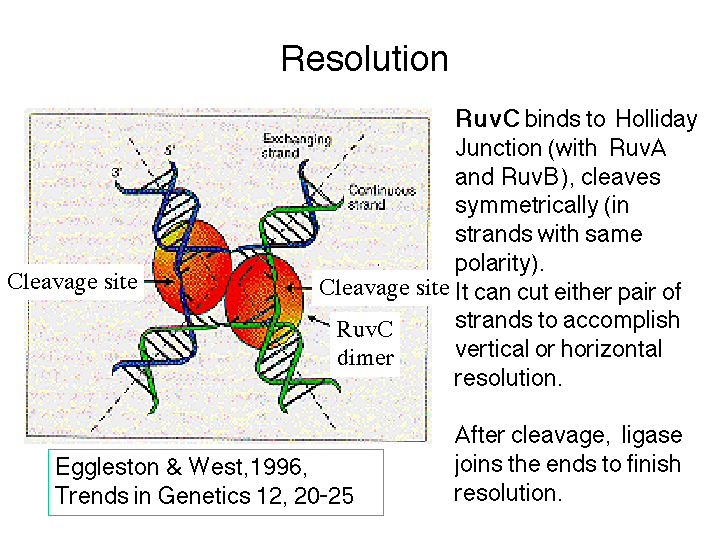 Resolution
5'
3'
Exchanging
strand
Continuous
strand
Cleavage site
Cleavage site
RuvC
dimer
Eggleston & West,1996,
Trends in Genetics 12, 20-25
RuvC binds to Holliday
Junction (with RuvA
and RuvB), cleaves
symmetrically (in
strands with same
polarity).
It can cut either pair of
strands to accomplish
vertical or horizontal
resolution.
After cleavage, ligase
joins the ends to finish
resolution.